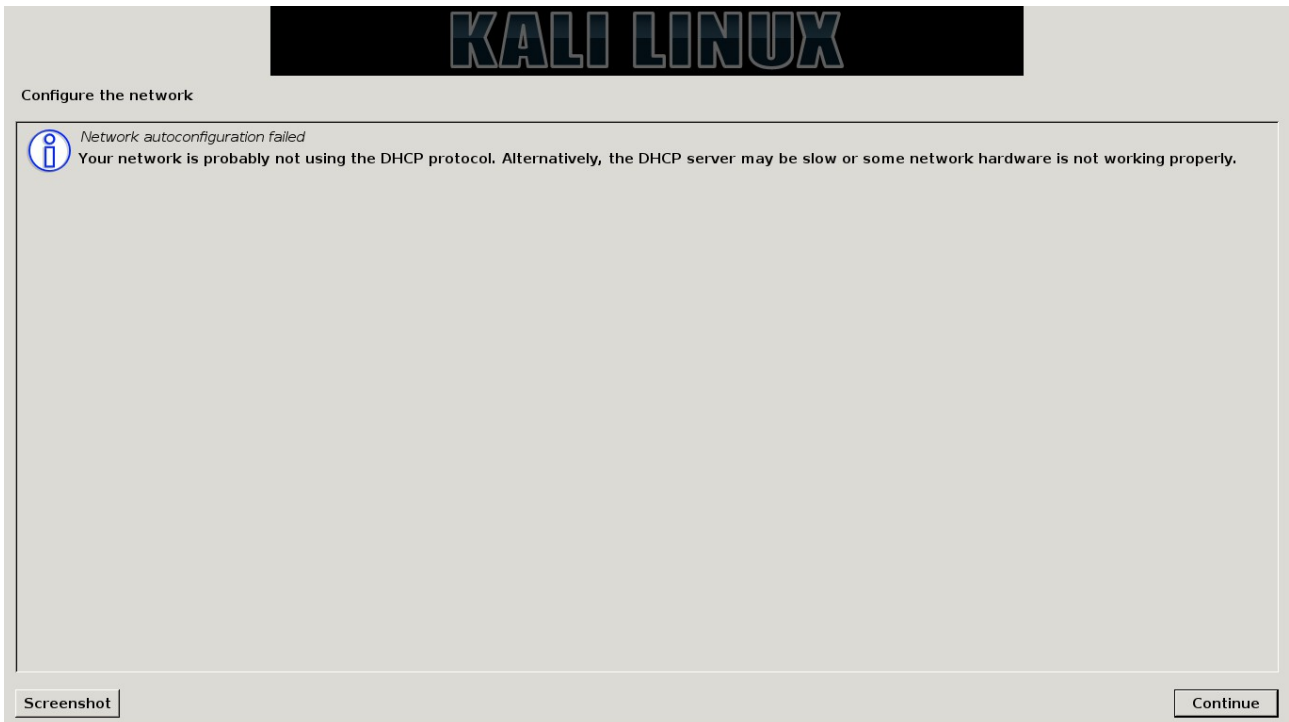 KALI LINUX
Configure the network
Network autoconfiguration failed
Your network is probably not using the DHCP protocol. Alternatively, the DHCP server may be slow or some network hardware is not working properly.
Screenshot
Continue